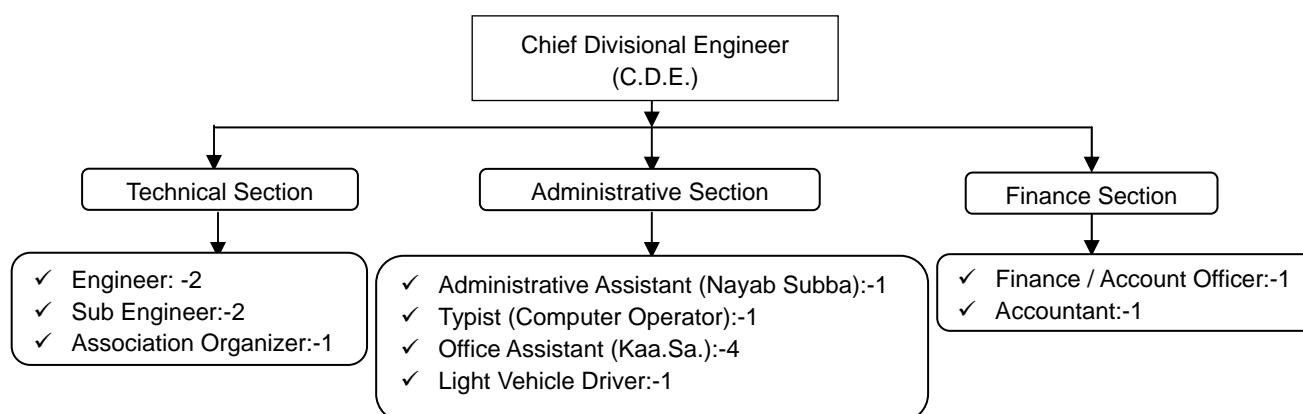 Chief Divisional Engineer
(C.D.E.)
Technical Section
Administrative Section
Finance Section
✓ Engineer: -2
✓ Sub Engineer:-2
✓ Association Organizer:-1
✓ Administrative Assistant (Nayab Subba):-1
✓ Typist (Computer Operator):-1
✓ Office Assistant (Kaa.Sa.):-4
✓ Light Vehicle Driver:-1
✓ Finance / Account Officer:-1
✓ Accountant:-1